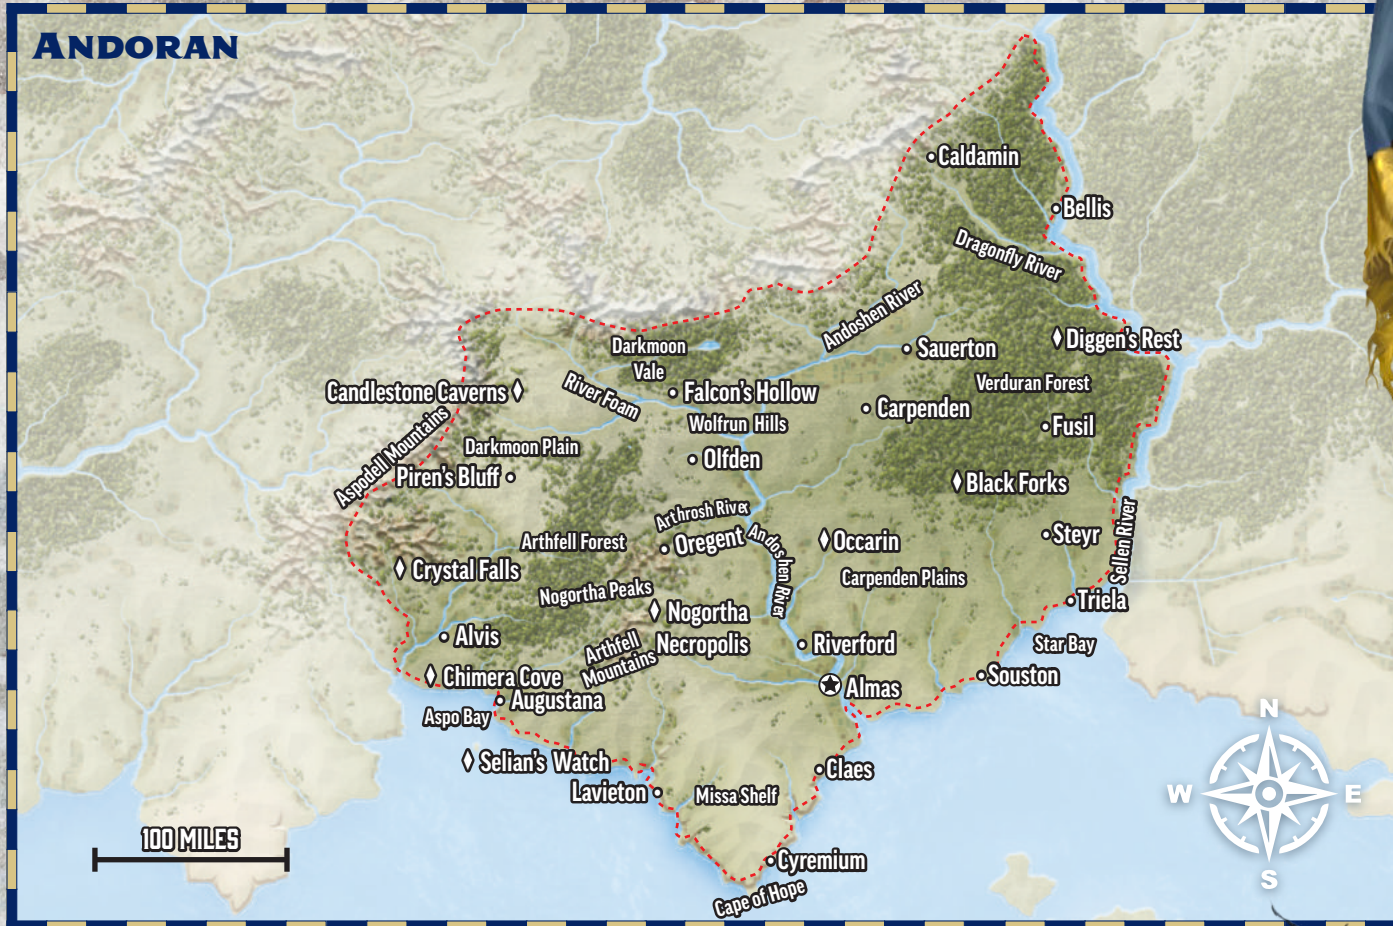 ANDORAN
Caldamin
Bellis
Dragonfly River
Andoshen River
Diggen's Rest
Darkmoon
Vale
Sauerton
Verduran Forest
Candlestone Caverns
River Foam
Falcon's Hollow
Carpenden
Wolfrun Hills
Fusil
Aspodell Mountains
Darkmoon Plain
Olfden
Piren's Bluff
Black Forks
Arthrosh River
Steyr
Sellen River
Arthfell Forest
Oregent
Andoshen River
Occarin
Crystal Falls
Carpenden Plains
Nogortha Peaks
Triela
Nogortha
Necropolis
Alvis
Arthfell
Mountains
Riverford
Star Bay
Chimera Cove
Souston
Almas
Augustana
Aspo Bay
N
Selian's Watch
Claes
Lavieton
Missa Shelf
W
E
100 MILES
Cyremium
Cape of Hope
S